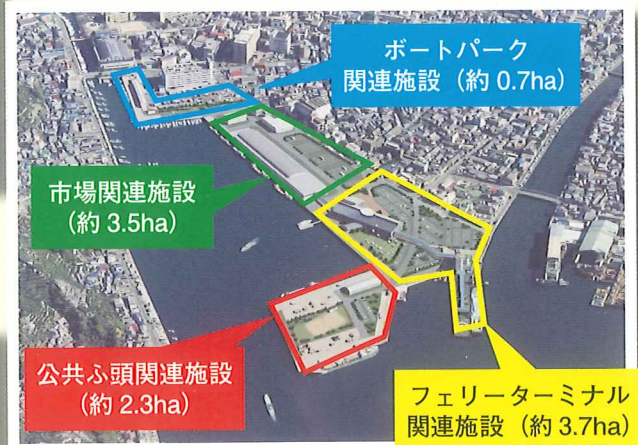 ボートパーク
関連施設（約 0.7ha）
市場関連施設
（約 3.5ha）
公共ふ頭関連施設
（約 2.3ha）
フェリーターミナル
関連施設（約 3.7ha）